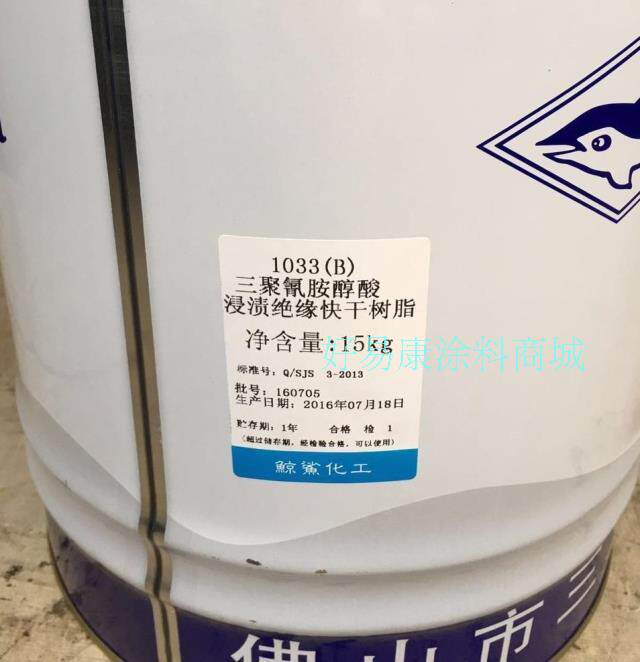 1033(B)
三聚氰胺醇酸
浸渍绝缘快干树脂
净含量:15kg
好易康涂料商城
标准号: Q/SJS 3-2013
批号: 160705
生产日期: 2016年07月18日
贮存期: 1年 合格 检 1
(超过储存期, 经检验合格, 可以使用)
鲸鲨化工
佛山市三